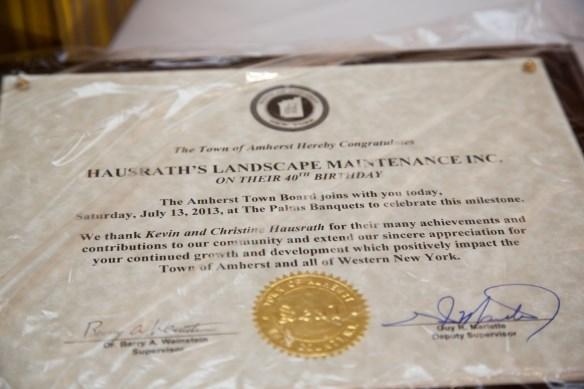 The Town of Amherst Hereby Congratulates
HAUSRATH'S LANDSCAPE MAINTENANCE INC.
ON THEIR 40TH BIRTHDAY
The Amherst Town Board joins with you today,
Saturday, July 13, 2013, at The Palms Banquets to celebrate this milestone.
We thank Kevin and Christine Hausrath for their many achievements and
contributions to our community and extend our sincere appreciation for
your continued growth and development which positively impact the
Town of Amherst and all of Western New York.
Dr. Barry A. Weinstein
Supervisor
Guy R. Marlette
Deputy Supervisor